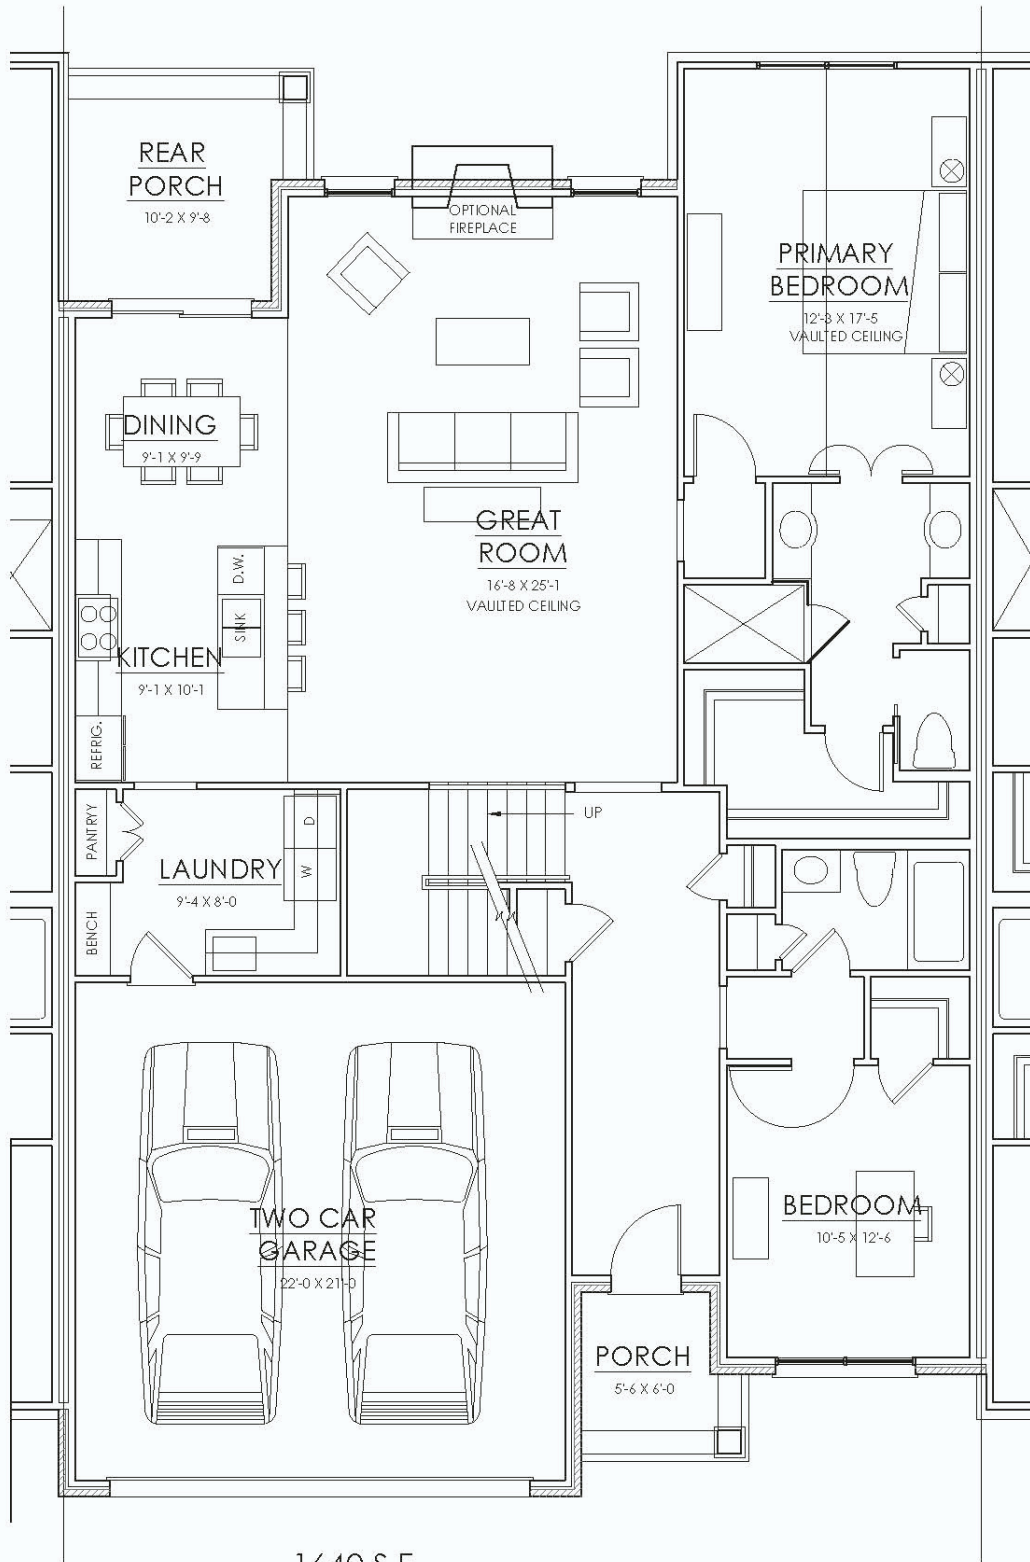 REAR
PORCH
10'-2 X 9'-8
OPTIONAL
FIREPLACE
PRIMARY
BEDROOM
12'-3 X 17'-5
VAULTED CEILING
DINING
9'-1 X 9'-9
GREAT
ROOM
16'-8 X 25'-1
VAULTED CEILING
D.W.
SINK
KITCHEN
9'-1 X 10'-1
REFRIG.
UP
PANTRYY
D
LAUNDRY
9'-4 X 8'-0
W
BENCH
TWO CAR
GARAGE
22'-0 X 21'-0
BEDROOM
10'-5 X 12'-6
PORCH
5'-6 X 6'-0
1640 S.F.